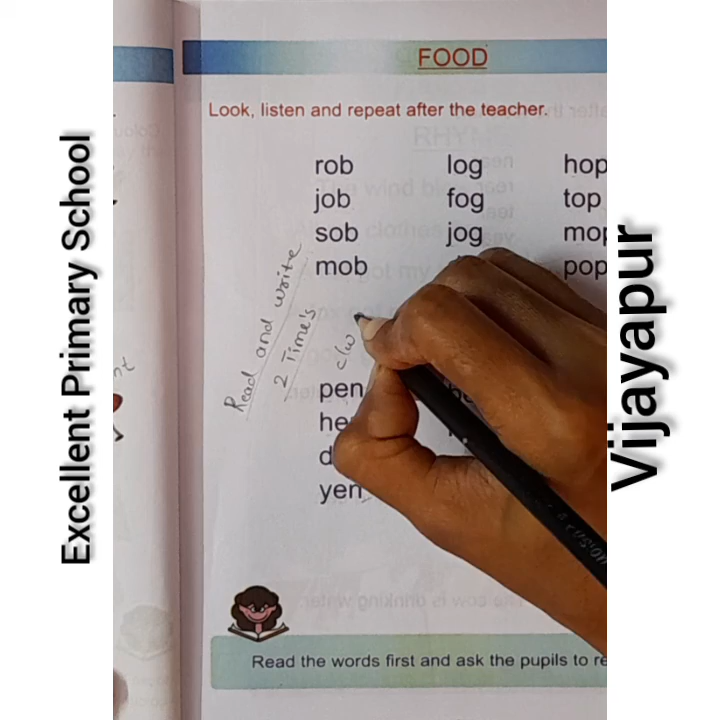 Excellent Primary School
FOOD
Look, listen and repeat after the teacher.
rob log hop
job fog top
sob jog mop
mob pop
Read and write
2 Time's
c/w
pen
yen
Read the words first and ask the pupils to re
Vijayapur